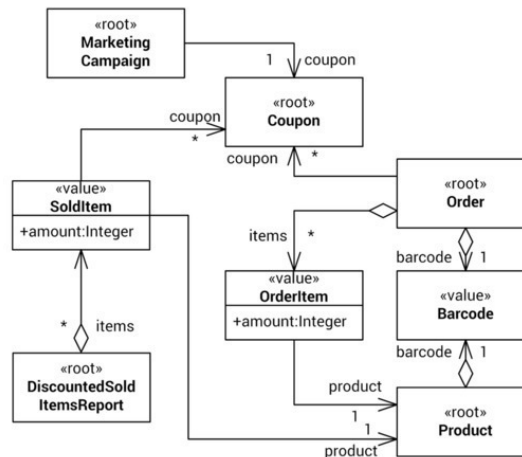 «root»
Marketing
Campaign
1
coupon
«root»
Coupon
coupon
*
coupon
*
«root»
Order
«value»
SoldItem
+amount:Integer
items
*
barcode
1
«value»
OrderItem
+amount:Integer
«value»
Barcode
*
items
barcode
1
«root»
DiscountedSold
ItemsReport
product
1
1
product
«root»
Product